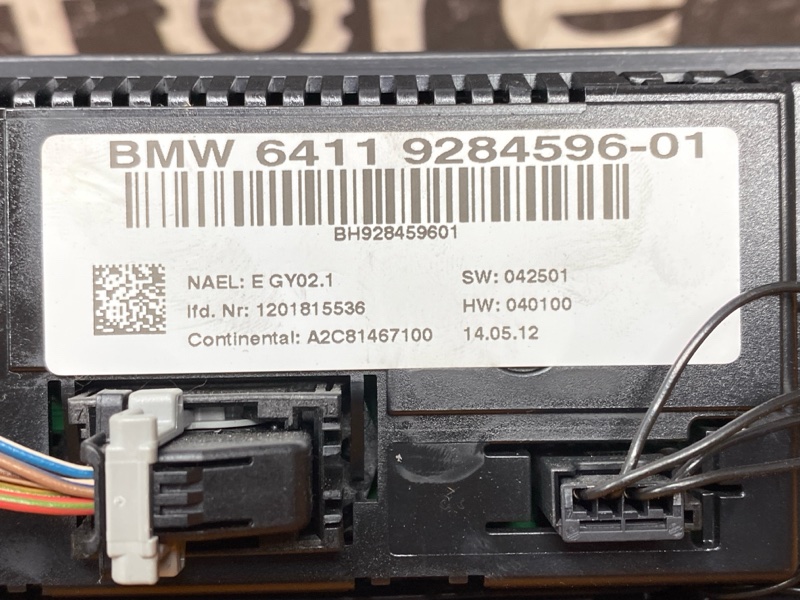 BMW 6411 9284596-01
BH928459601
NAEL: E GY02.1 SW: 042501
lfd. Nr: 1201815536 HW: 040100
Continental: A2C81467100 14.05.12